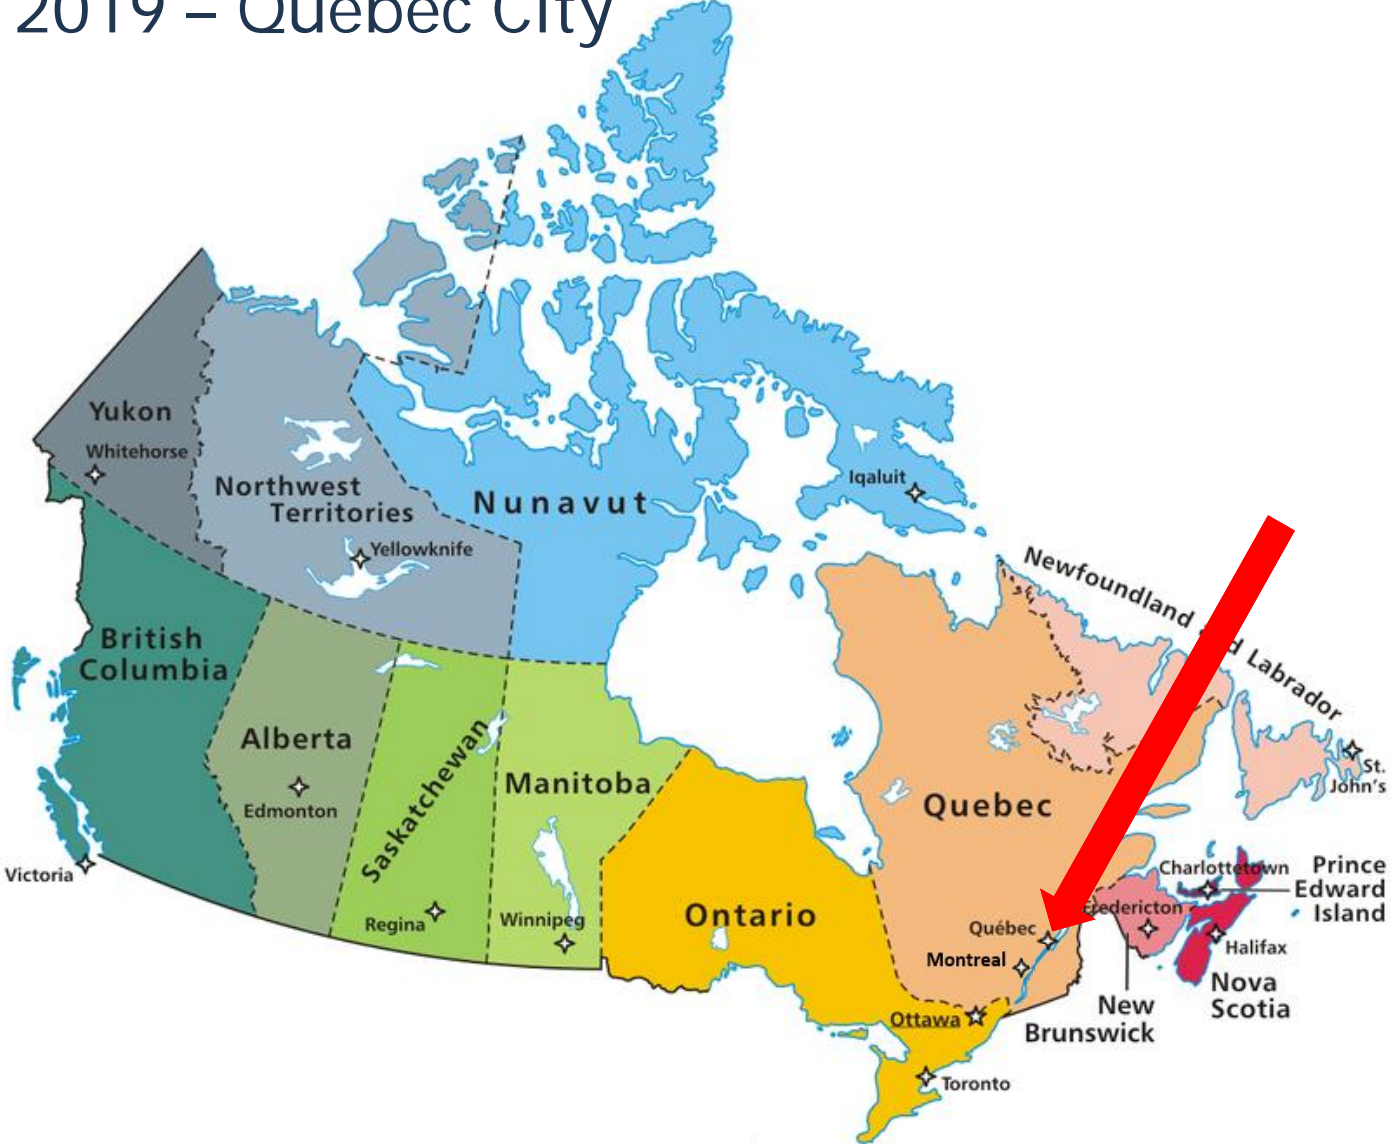 2019 – Quebec City
Yukon
Whitehorse
Northwest
Territories
Yellowknife
Nunavut
Iqaluit
Newfoundland
d Labrador
St.
John's
British
Columbia
Victoria
Alberta
Edmonton
Saskatchewan
Regina
Manitoba
Winnipeg
Ontario
Quebec
Québec
Montreal
Ottawa
Toronto
Charlottetown
Prince
Edward
Island
Fredericton
Halifax
Nova
Scotia
New
Brunswick